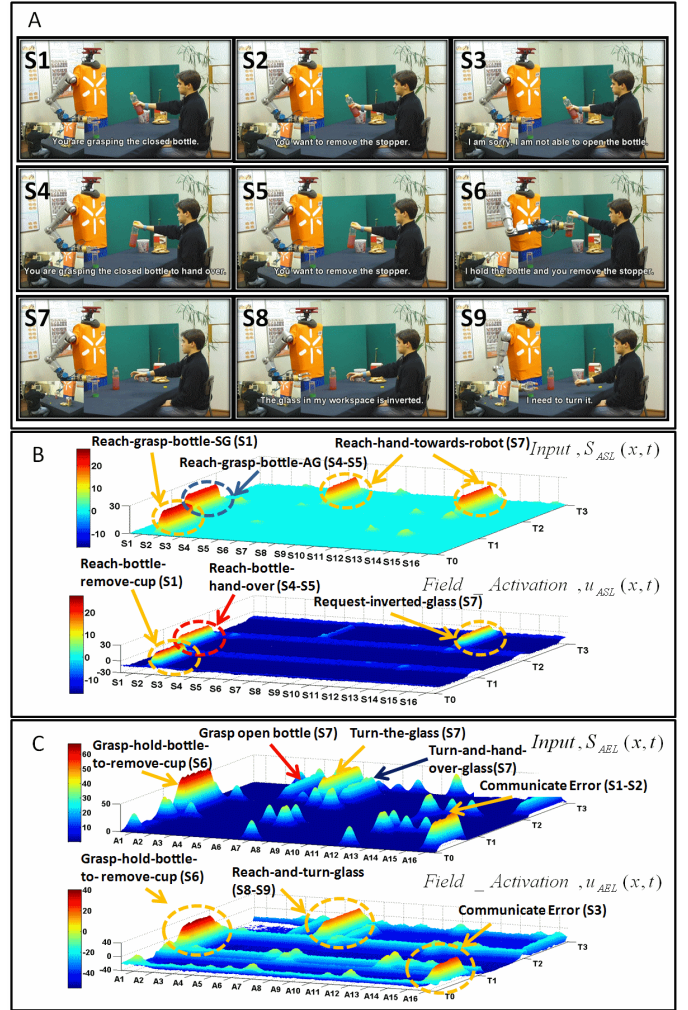 A
S1
S2
S3
You are grasping the closed bottle.
You want to remove the stopper.
I am sorry, I am not able to open the bottle.
S4
S5
S6
You are grasping the closed bottle to hand over.
You want to remove the stopper.
I hold the bottle and you remove the stopper.
S7
S8
S9
The glass in my workspace is inverted.
I need to turn it.
B
Reach-grasp-bottle-SG (S1)
Reach-hand-towards-robot (S7)
Input , S_ASL (x,t)
Reach-grasp-bottle-AG (S4-S5)
20
10
0
-10
30
0
S1 S2 S3 S4 S5 S6 S7 S8 S9 S10 S11 S12 S13 S14 S15 S16
T0 T1 T2 T3
Reach-bottle-
remove-cup (S1)
Reach-bottle-
hand-over (S4-S5)
Field _ Activation , u_ASL (x,t)
Request-inverted-glass (S7)
20
10
0
-10
30
0
-30
S1 S2 S3 S4 S5 S6 S7 S8 S9 S10 S11 S12 S13 S14 S15 S16
T0 T1 T2 T3
C
Grasp-hold-bottle-
to-remove-cup (S6)
Grasp open bottle (S7)
Turn-the-glass (S7)
Input , S_AEL (x,t)
Turn-and-hand-
over-glass(S7)
Communicate Error (S1-S2)
60
50
40
30
20
10
0
50
0
A1 A2 A3 A4 A5 A6 A7 A8 A9 A10 A11 A12 A13 A14 A15 A16
T0 T1 T2 T3
Grasp-hold-bottle-
to- remove-cup (S6)
Reach-and-turn-glass
(S8-S9)
Field _ Activation , u_AEL (x,t)
Communicate Error (S3)
40
20
0
-20
-40
40
0
-40
A1 A2 A3 A4 A5 A6 A7 A8 A9 A10 A11 A12 A13 A14 A15 A16
T0 T1 T2 T3